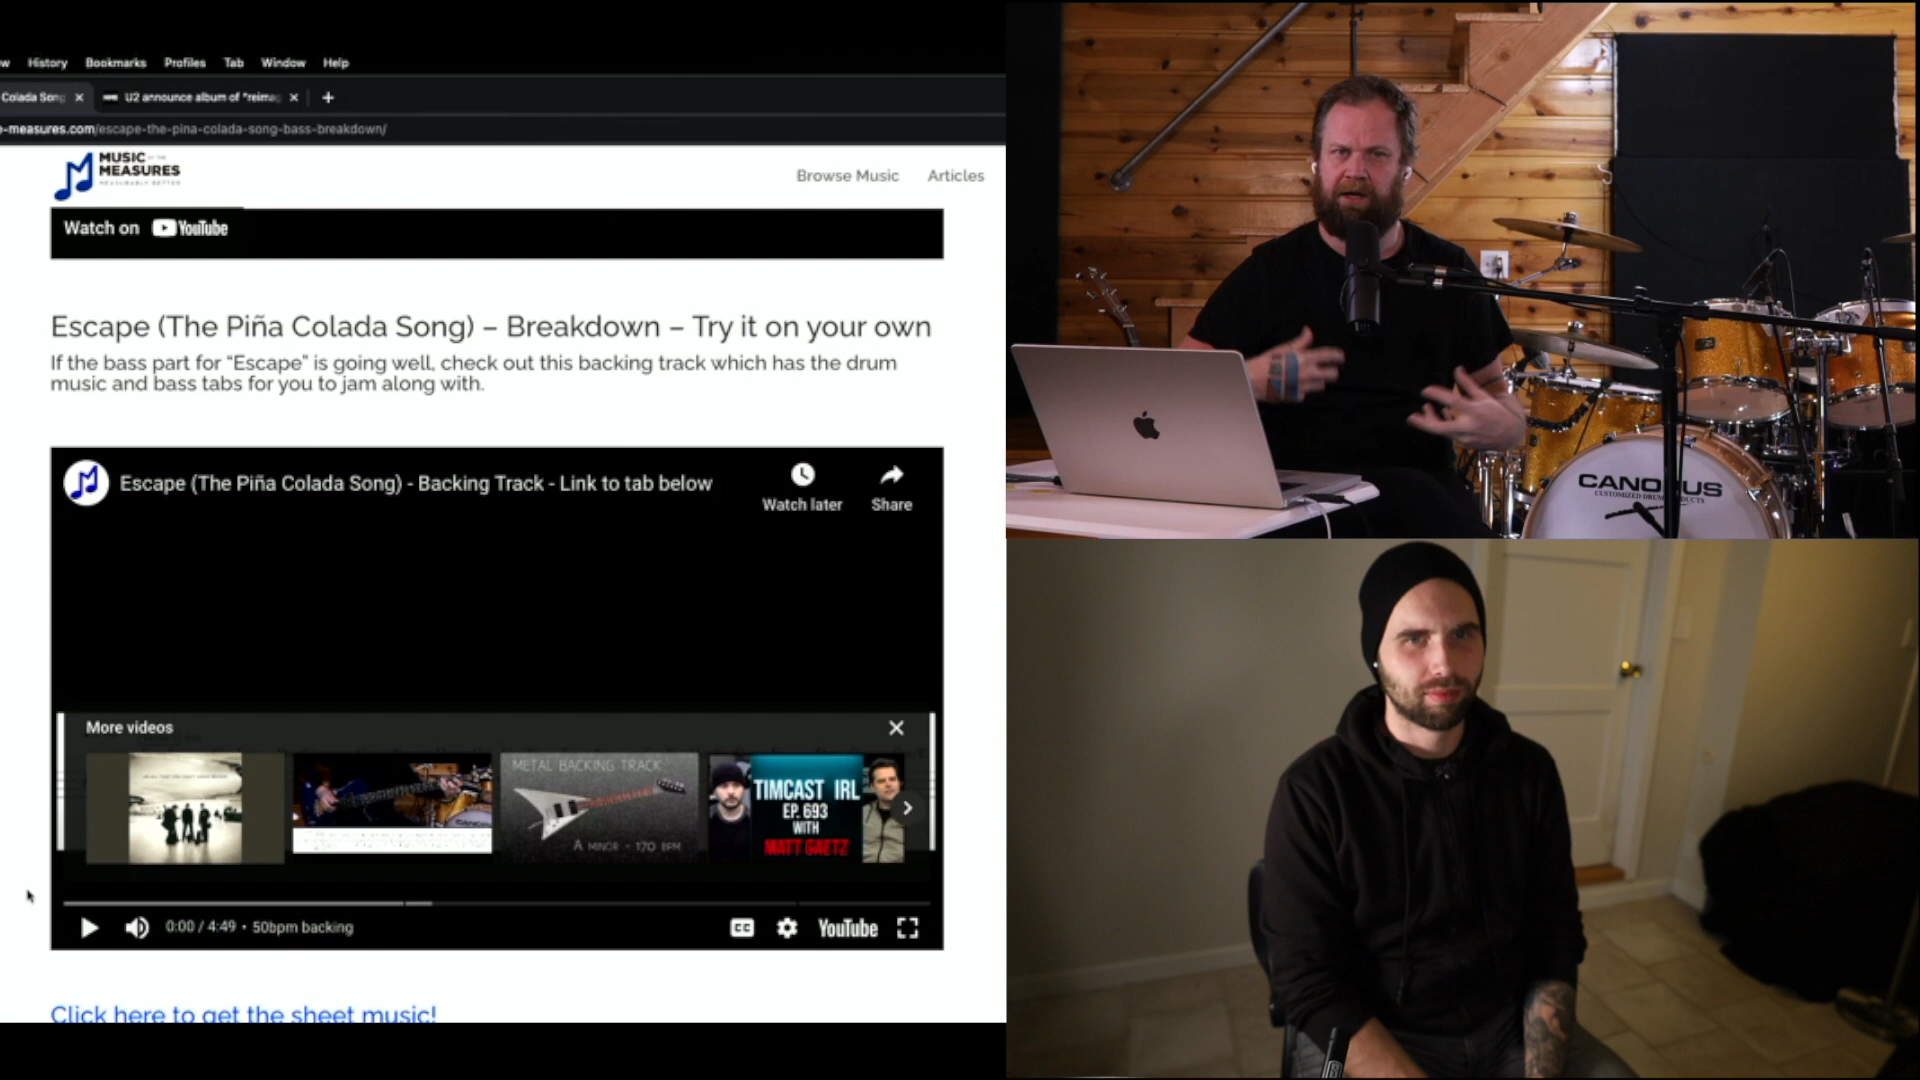 History Bookmarks Profiles Tab Window Help
Colada Song × U2 announce album of "reima × +
-measures.com/escape-the-pina-colada-song-bass-breakdown/
MUSIC
MEASURES
MEASURABLY BETTER
Browse Music Articles
Watch on YouTube
Escape (The Piña Colada Song) – Breakdown – Try it on your own
If the bass part for “Escape” is going well, check out this backing track which has the drum
music and bass tabs for you to jam along with.
Escape (The Piña Colada Song) - Backing Track - Link to tab below
Watch later Share
More videos
METAL BACKING TRACK
A MINOR - 170 BPM
TIMCAST IRL
EP. 693
WITH
MATT GAETZ
0:00 / 4:49 • 50bpm backing
CC YouTube
Click here to get the sheet music!
CANOPUS